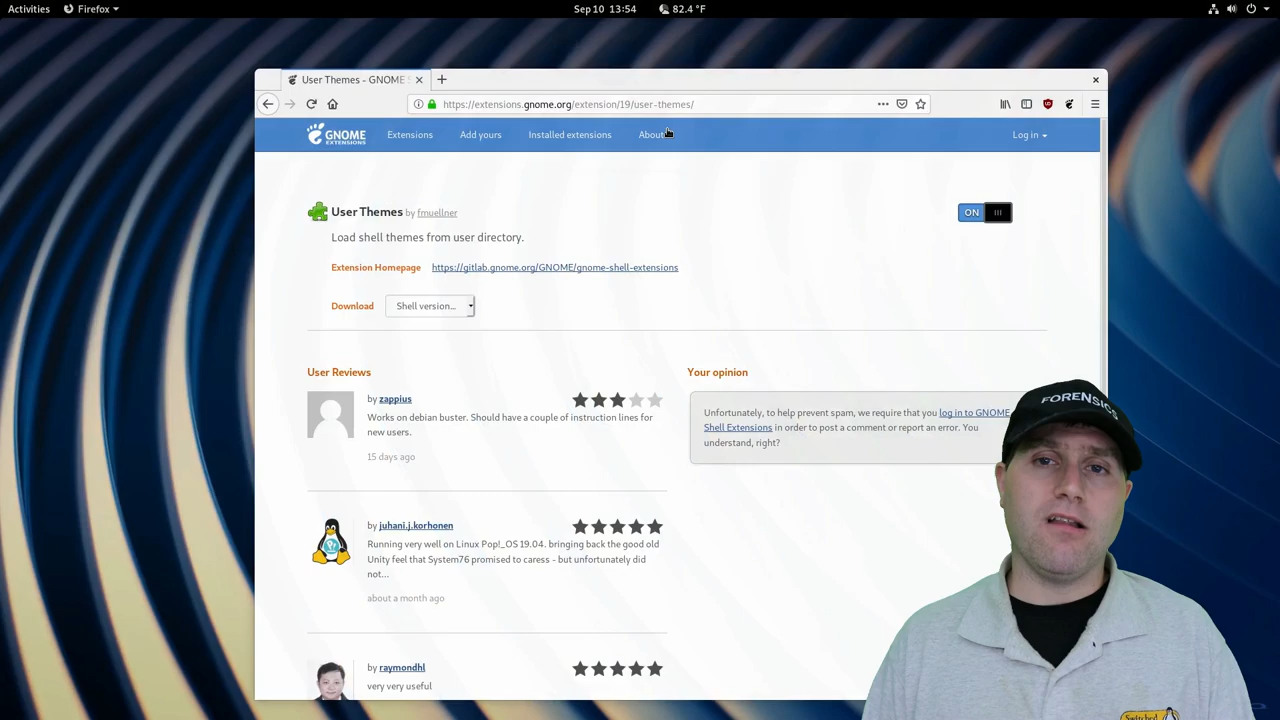 Activities Firefox Sep 10 13:54 82.4 °F
User Themes - GNOME S
https://extensions.gnome.org/extension/19/user-themes/
GNOME EXTENSIONS Extensions Add yours Installed extensions About Log in
User Themes by fmuellner ON
Load shell themes from user directory.
Extension Homepage https://gitlab.gnome.org/GNOME/gnome-shell-extensions
Download Shell version...
User Reviews
by zappius
Works on debian buster. Should have a couple of instruction lines for
new users.
15 days ago
by juhani.j.korhonen
Running very well on Linux Pop!_OS 19.04. bringing back the good old
Unity feel that System76 promised to caress - but unfortunately did
not...
about a month ago
by raymondhl
very very useful
Your opinion
Unfortunately, to help prevent spam, we require that you log in to GNOME
Shell Extensions in order to post a comment or report an error. You
understand, right?
FORENSICS
Switched